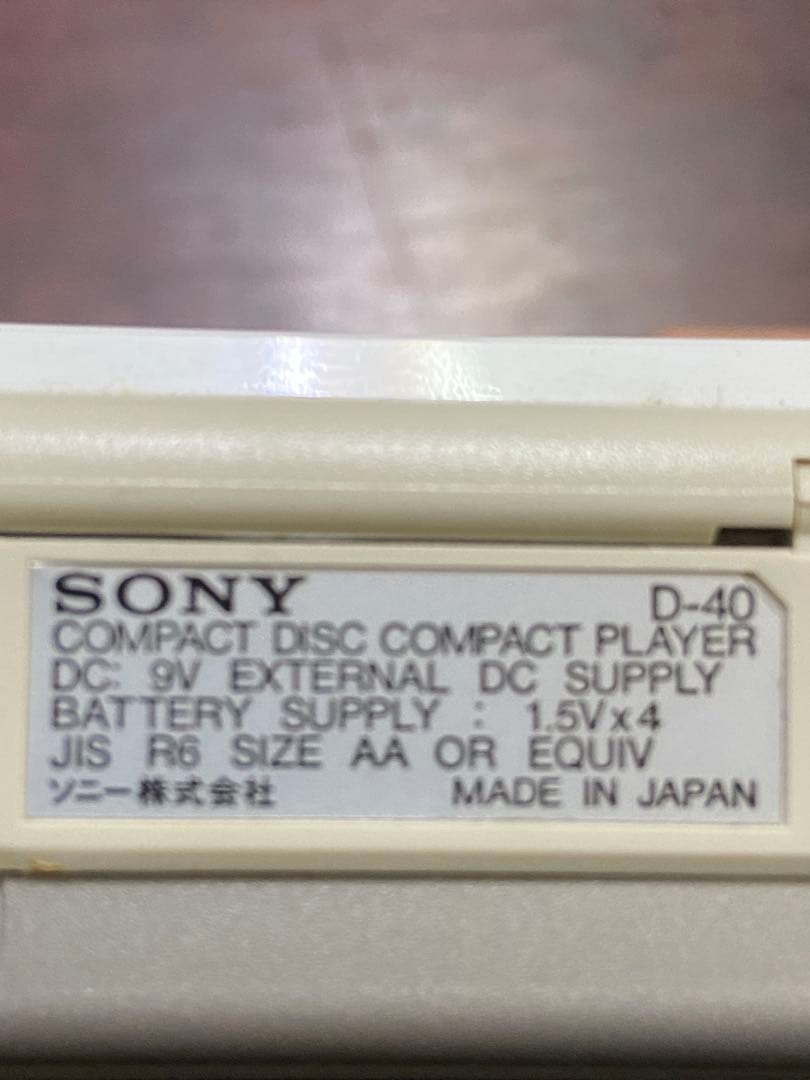 SONY D-40
COMPACT DISC COMPACT PLAYER
DC: 9V EXTERNAL DC SUPPLY
BATTERY SUPPLY : 1.5V x 4
JIS R6 SIZE AA OR EQUIV
ソニー株式会社 MADE IN JAPAN